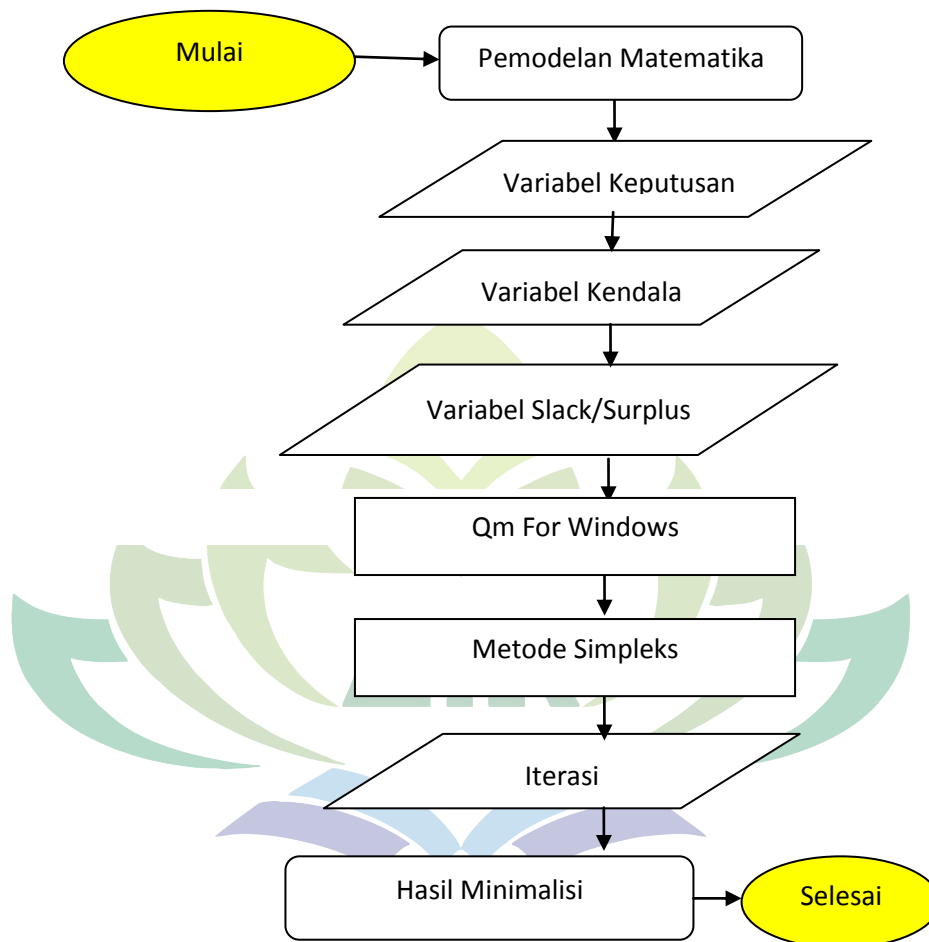 Mulai
Pemodelan Matematika
Variabel Keputusan
Variabel Kendala
Variabel Slack/Surplus
Qm For Windows
Metode Simpleks
Iterasi
Hasil Minimalisi
Selesai